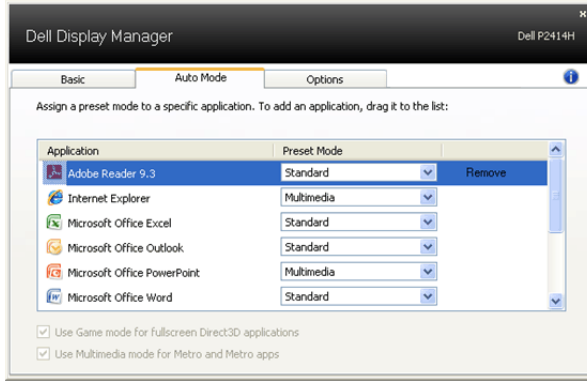 Dell Display Manager
Dell P2414H
Basic
Auto Mode
Options
Assign a preset mode to a specific application. To add an application, drag it to the list:
Application
Preset Mode
Adobe Reader 9.3
Standard
Remove
Internet Explorer
Multimedia
Microsoft Office Excel
Standard
Microsoft Office Outlook
Standard
Microsoft Office PowerPoint
Multimedia
Microsoft Office Word
Standard
Use Game mode for fullscreen Direct3D applications
Use Multimedia mode for Metro and Metro apps